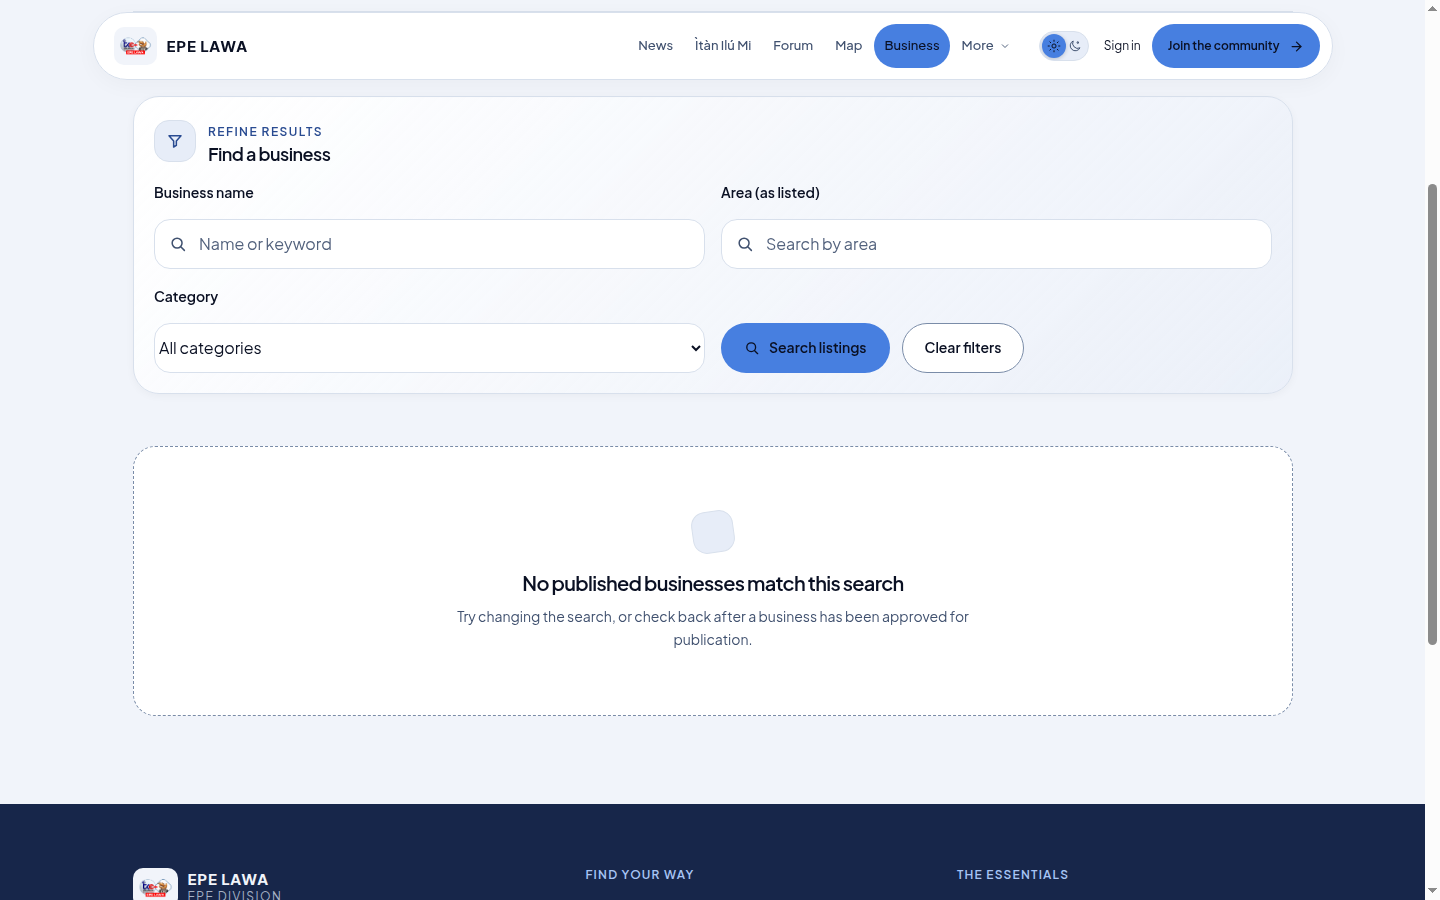 EPE LAWA
News
Ìtàn Ilú Mi
Forum
Map
Business
More
Sign in
Join the community
REFINE RESULTS
Find a business
Business name
Area (as listed)
Name or keyword
Search by area
Category
All categories
Search listings
Clear filters
No published businesses match this search
Try changing the search, or check back after a business has been approved for
publication.
EPE LAWA
EPE DIVISION
FIND YOUR WAY
THE ESSENTIALS